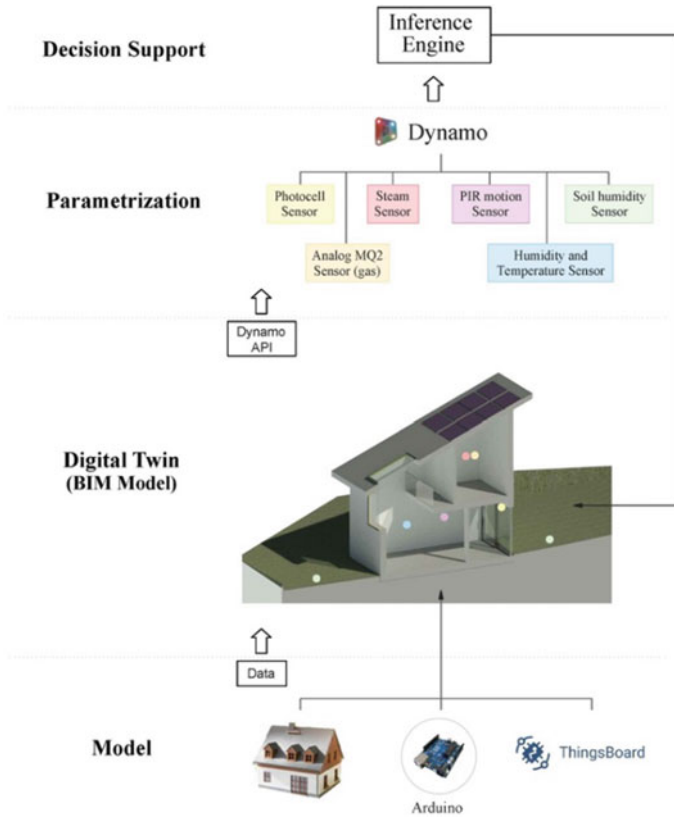 Decision Support
Inference
Engine
Dynamo
Parametrization
Photocell
Sensor
Steam
Sensor
PIR motion
Sensor
Soil humidity
Sensor
Analog MQ2
Sensor (gas)
Humidity and
Temperature Sensor
Dynamo
API
Digital Twin
(BIM Model)
Data
Model
ThingsBoard
Arduino